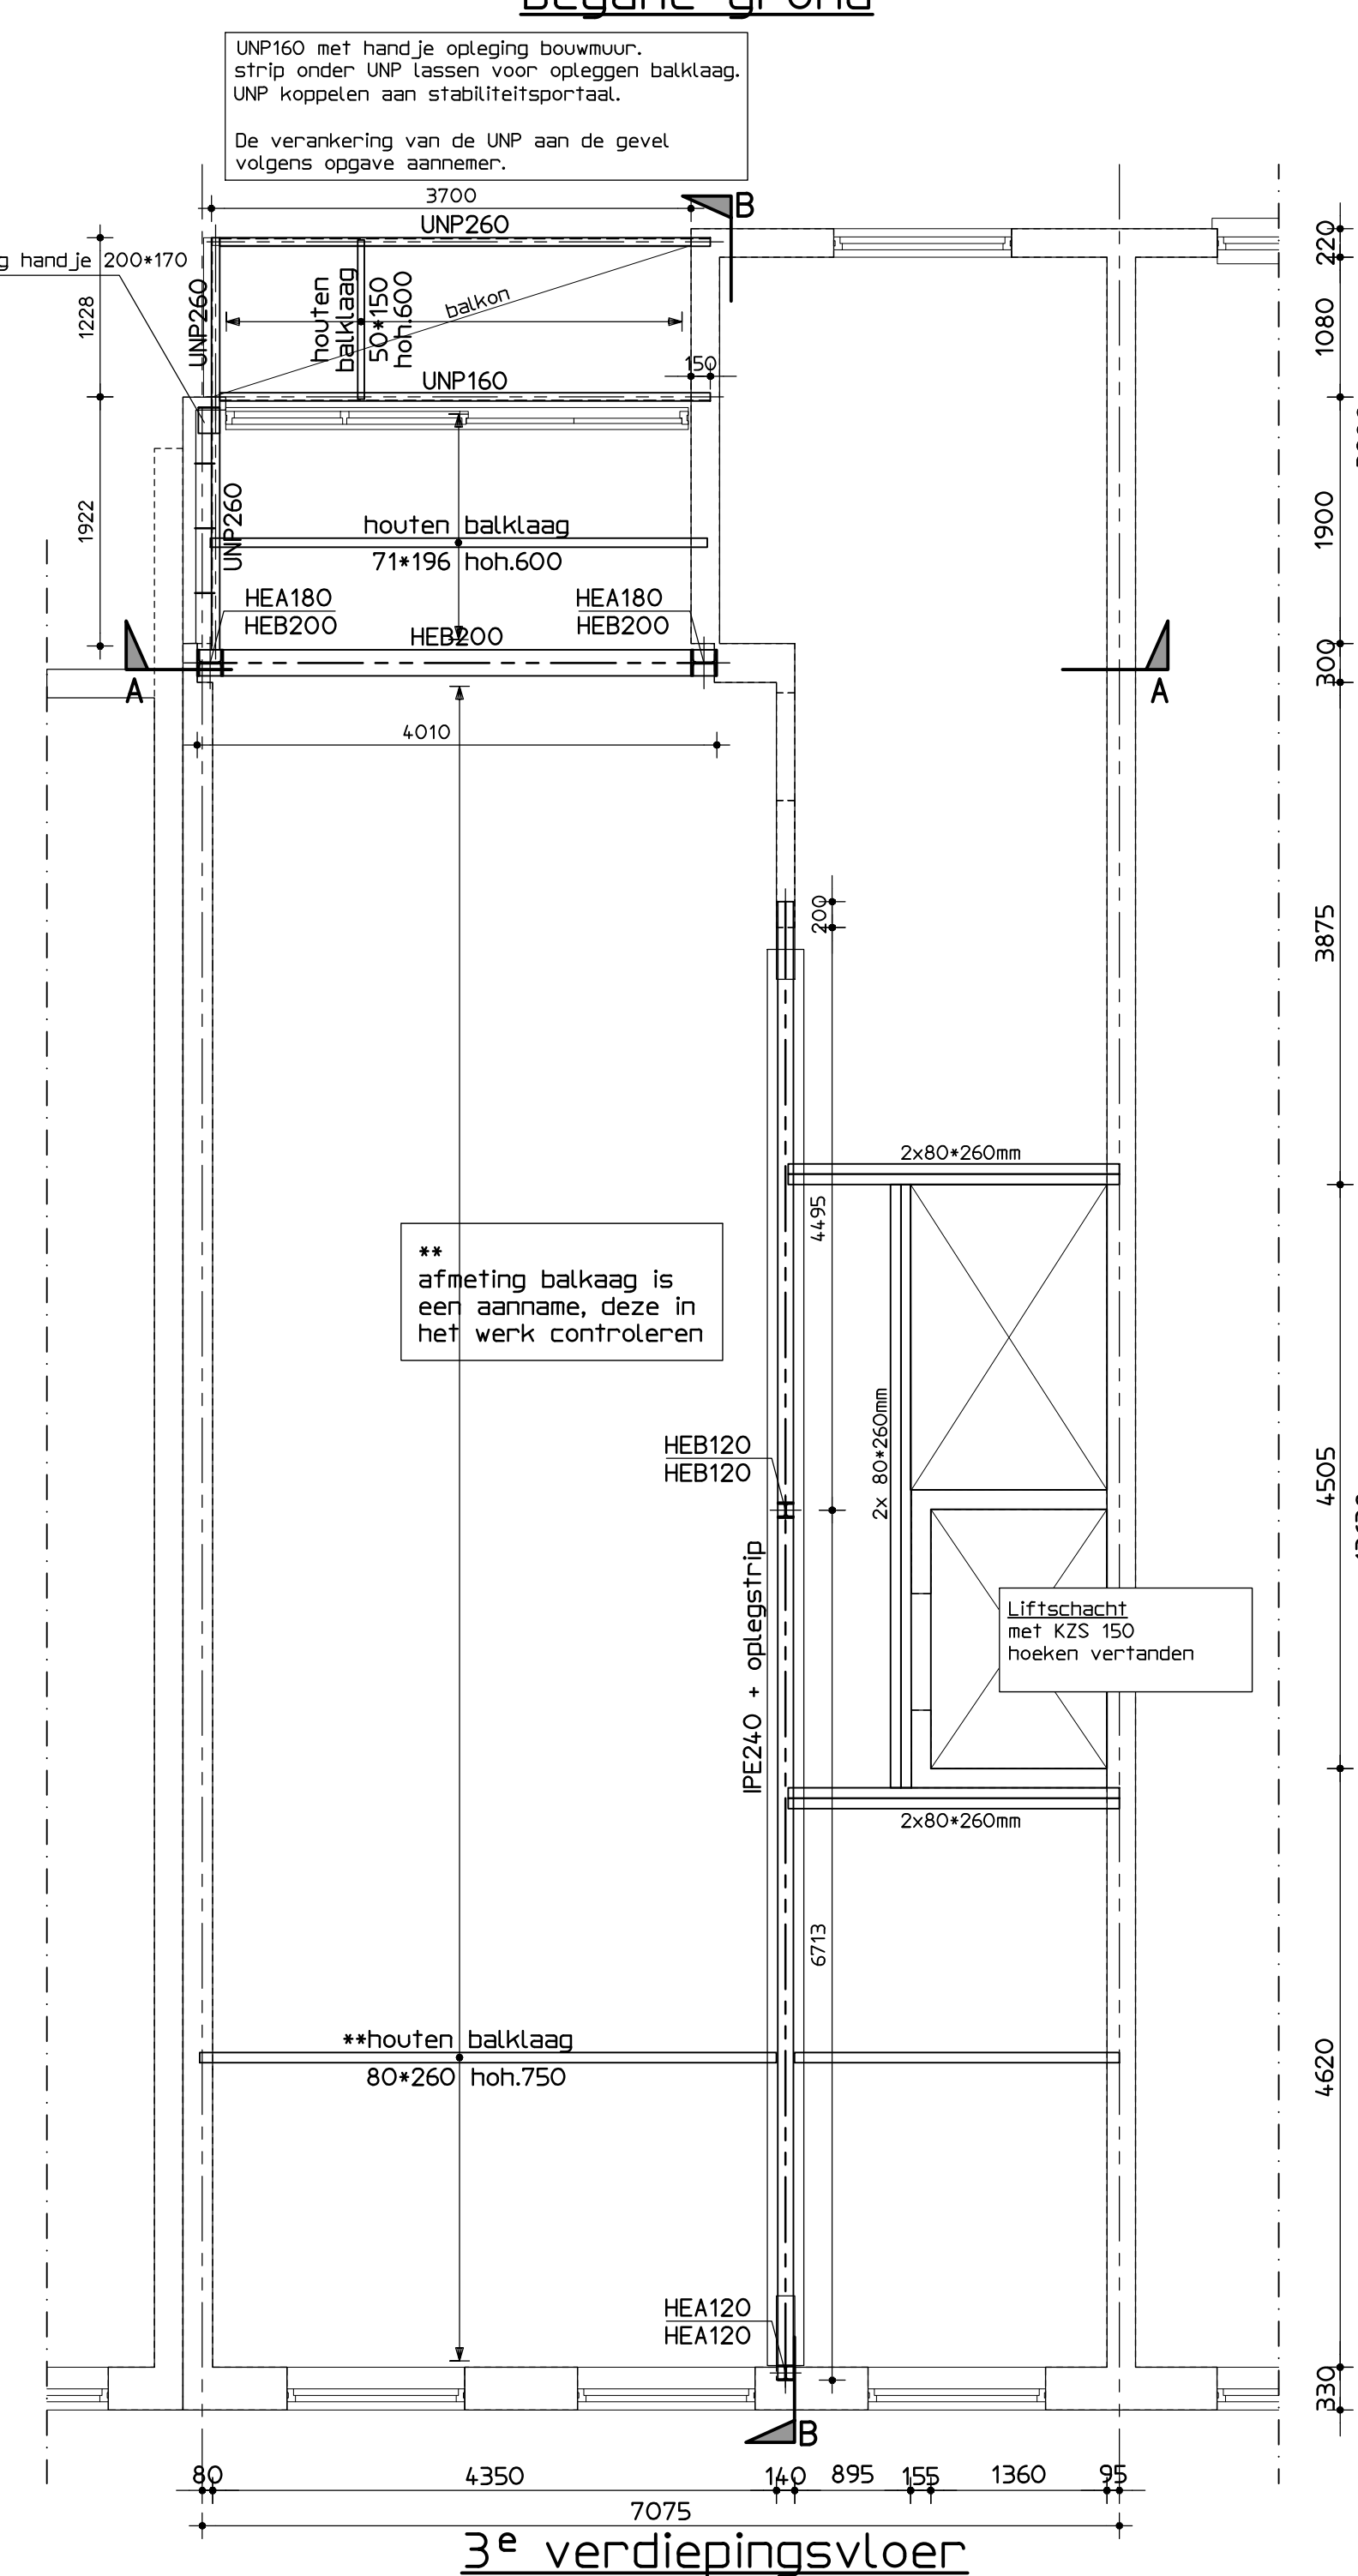 Begane grond
UNP160 met handje opleging bouwmuur.
strip onder UNP lassen voor opleggen balklaag.
UNP koppelen aan stabiliteitsportaal.
De verankering van de UNP aan de gevel
volgens opgave aannemer.
3700
B
UNP260
220
g handje 200*170
UNP260
1228
houten
balklaag
50*150
hoh.600
balkon
1080
150
UNP160
1922
UNP260
houten balklaag
71*196 hoh.600
1900
HEA180
HEB200
HEA180
HEB200
HEB200
A
A
300
4010
200
3875
2x80*260mm
4495
**
afmeting balkaag is
een aanname, deze in
het werk controleren
2x 80*260mm
HEB120
HEB120
4505
IPE240 + oplegstrip
Liftschacht
met KZS 150
hoeken vertanden
2x80*260mm
6713
**houten balklaag
80*260 hoh.750
4620
HEA120
HEA120
330
B
80
4350
140
895
155
1360
95
7075
3e verdiepingsvloer